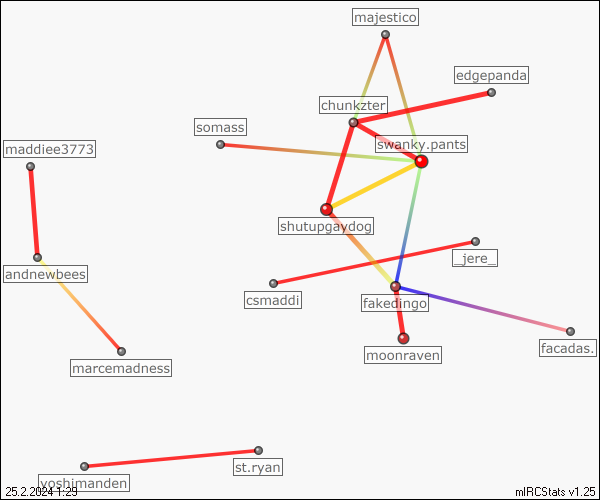 majestico
edgepanda
chunkzter
somass
swanky.pants
maddiee3773
shutupgaydog
_jere_
andnewbees
csmaddi
fakedingo
facadas.
moonraven
marcemadness
st.ryan
yoshimanden
25.2.2024 1:29
mIRCStats v1.25